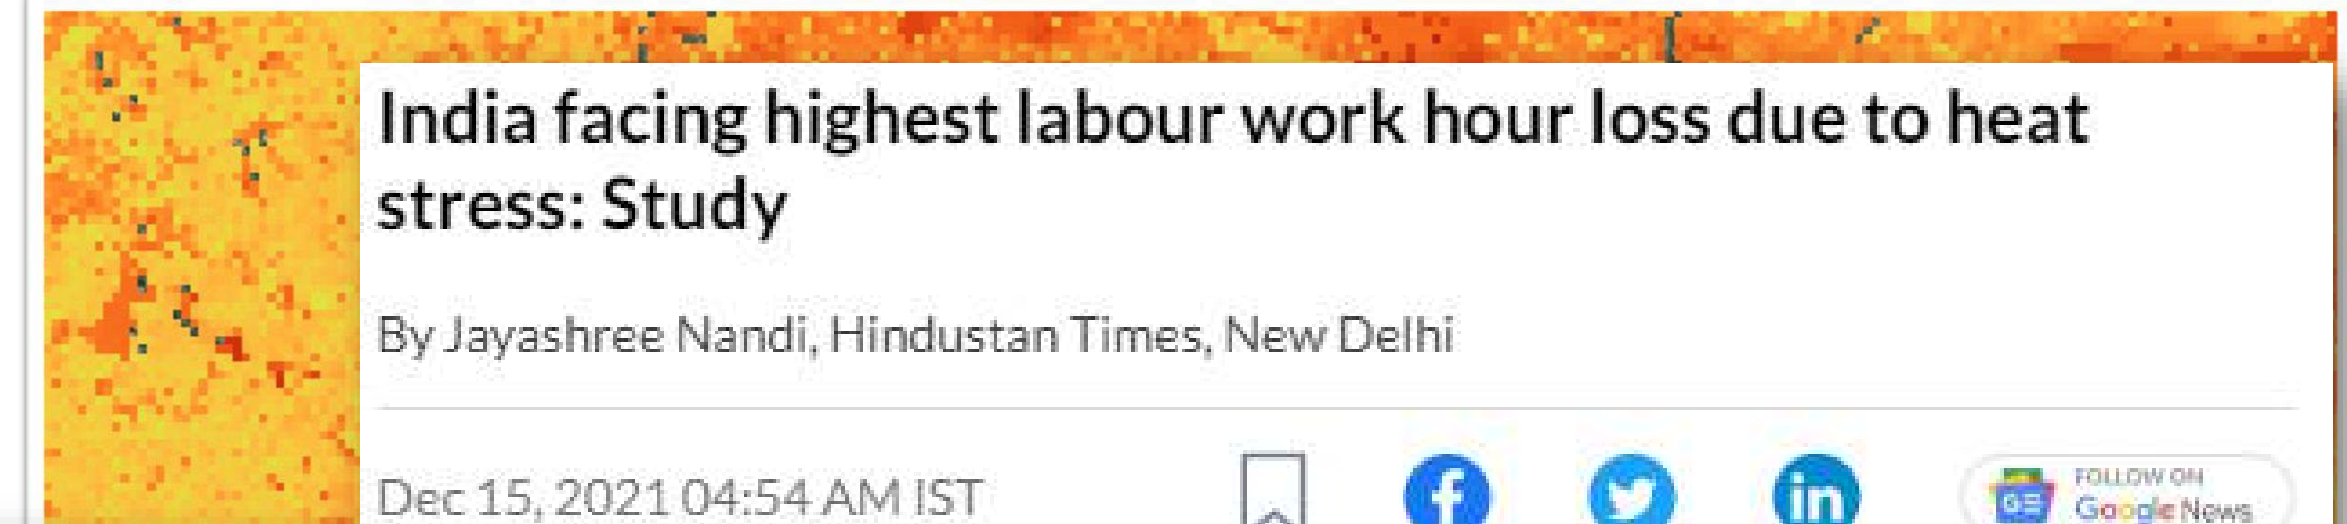 India facing highest labour work hour loss due to heat
stress: Study
By Jayashree Nandi, Hindustan Times, New Delhi
Dec 15, 2021 04:54 AM IST
FOLLOW ON
Google News